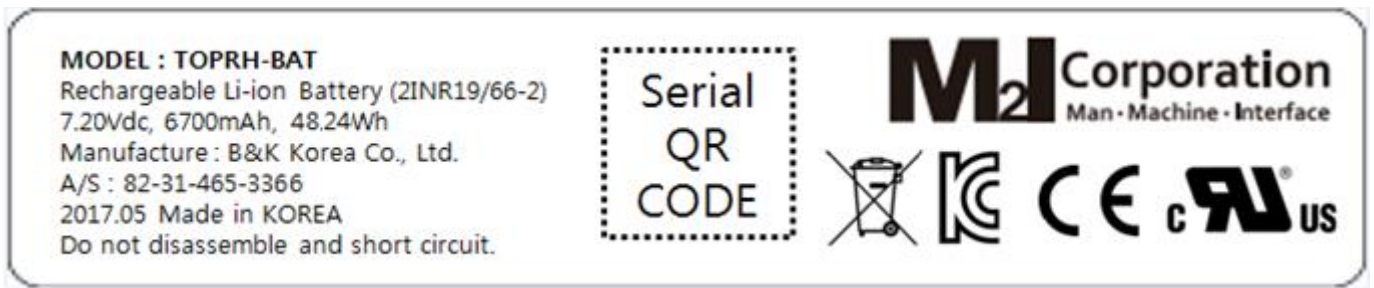 MODEL : TOPRH-BAT
Rechargeable Li-ion Battery (2INR19/66-2)
7.20Vdc, 6700mAh, 48.24Wh
Manufacture : B&K Korea Co., Ltd.
A/S : 82-31-465-3366
2017.05 Made in KOREA
Do not disassemble and short circuit.
Serial
QR
CODE
M2I Corporation
Man·Machine·Interface
KC CE c RU ® US